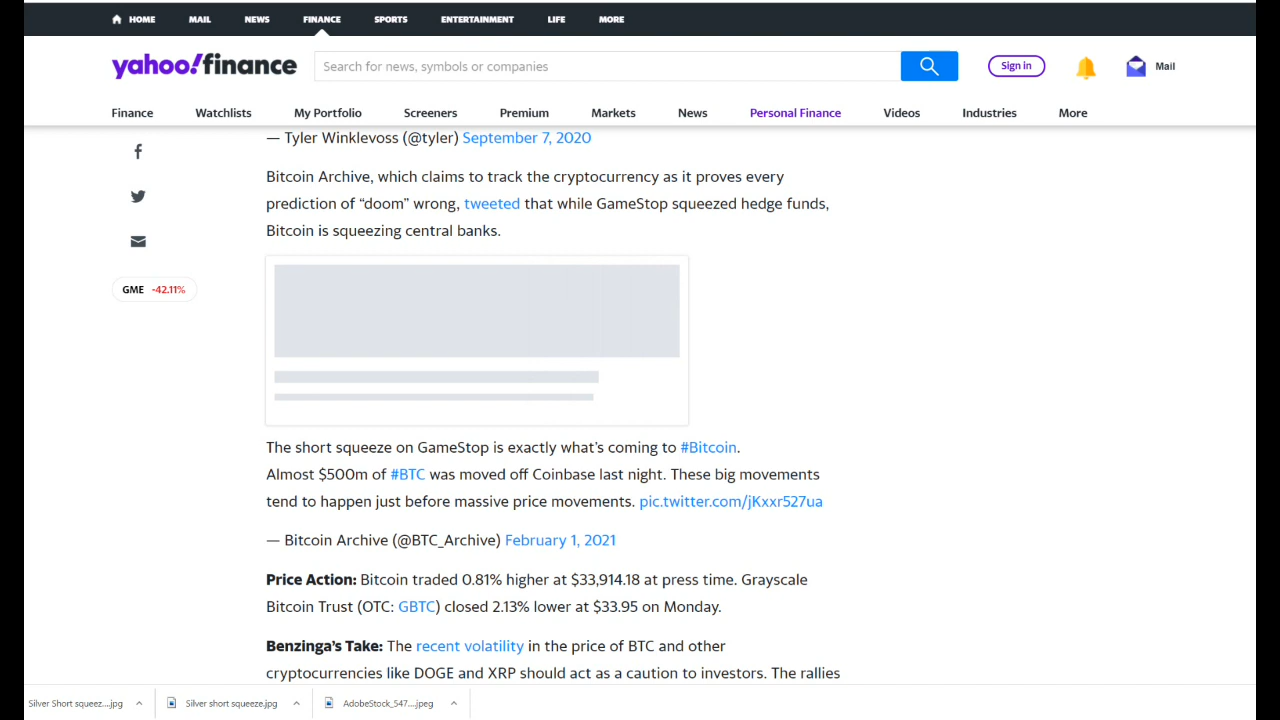 HOME MAIL NEWS FINANCE SPORTS ENTERTAINMENT LIFE MORE
yahoo!finance Search for news, symbols or companies Sign in Mail
Finance Watchlists My Portfolio Screeners Premium Markets News Personal Finance Videos Industries More
— Tyler Winklevoss (@tyler) September 7, 2020
Bitcoin Archive, which claims to track the cryptocurrency as it proves every
prediction of “doom” wrong, tweeted that while GameStop squeezed hedge funds,
Bitcoin is squeezing central banks.
GME -42.11%
The short squeeze on GameStop is exactly what’s coming to #Bitcoin.
Almost $500m of #BTC was moved off Coinbase last night. These big movements
tend to happen just before massive price movements. pic.twitter.com/jKxxr527ua
— Bitcoin Archive (@BTC_Archive) February 1, 2021
Price Action: Bitcoin traded 0.81% higher at $33,914.18 at press time. Grayscale
Bitcoin Trust (OTC: GBTC) closed 2.13% lower at $33.95 on Monday.
Benzinga’s Take: The recent volatility in the price of BTC and other
cryptocurrencies like DOGE and XRP should act as a caution to investors. The rallies
Silver Short squeez....jpg Silver short squeeze.jpg AdobeStock_547....jpeg